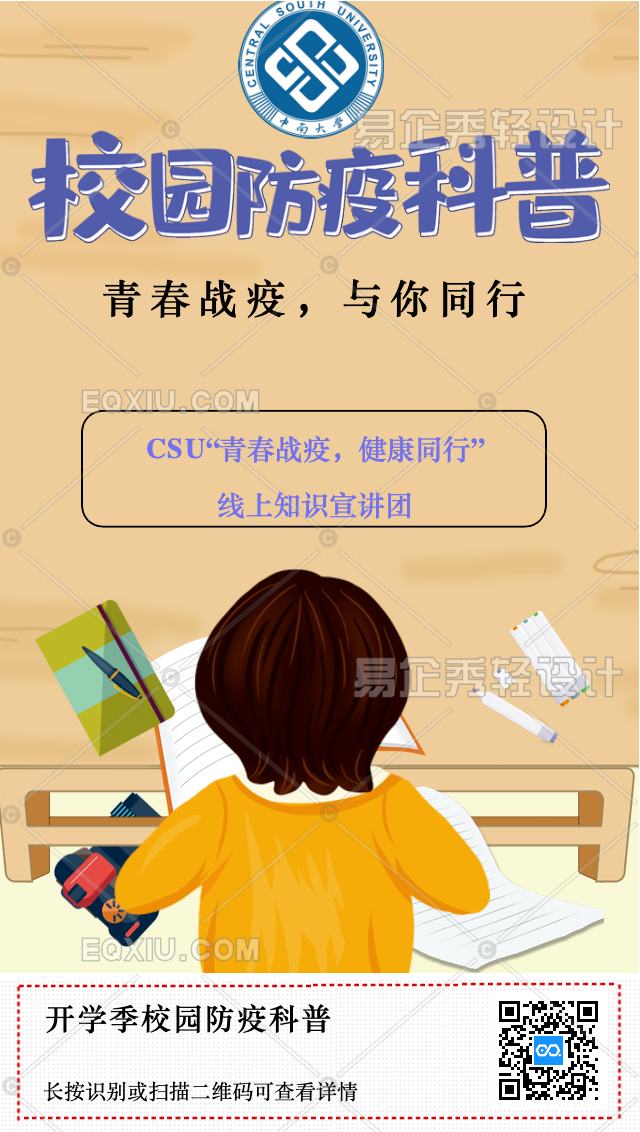 CENTRAL SOUTH UNIVERSITY
中南大学
易企秀轻设计
校园防疫科普
青春战疫，与你同行
EQXIU.COM
CSU“青春战疫，健康同行”
线上知识宣讲团
易企秀轻设计
EQXIU.COM
开学季校园防疫科普
长按识别或扫描二维码可查看详情